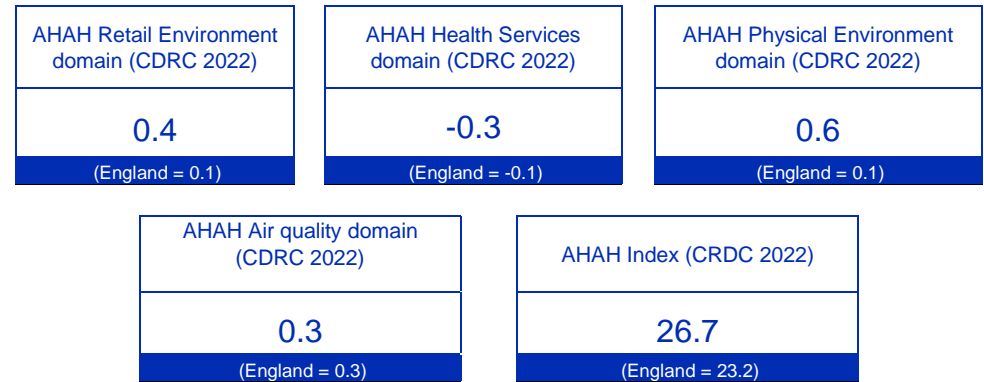 AHAH Retail Environment
domain (CDRC 2022)
0.4
(England = 0.1)
AHAH Health Services
domain (CDRC 2022)
-0.3
(England = -0.1)
AHAH Physical Environment
domain (CDRC 2022)
0.6
(England = 0.1)
AHAH Air quality domain
(CDRC 2022)
0.3
(England = 0.3)
AHAH Index (CRDC 2022)
26.7
(England = 23.2)